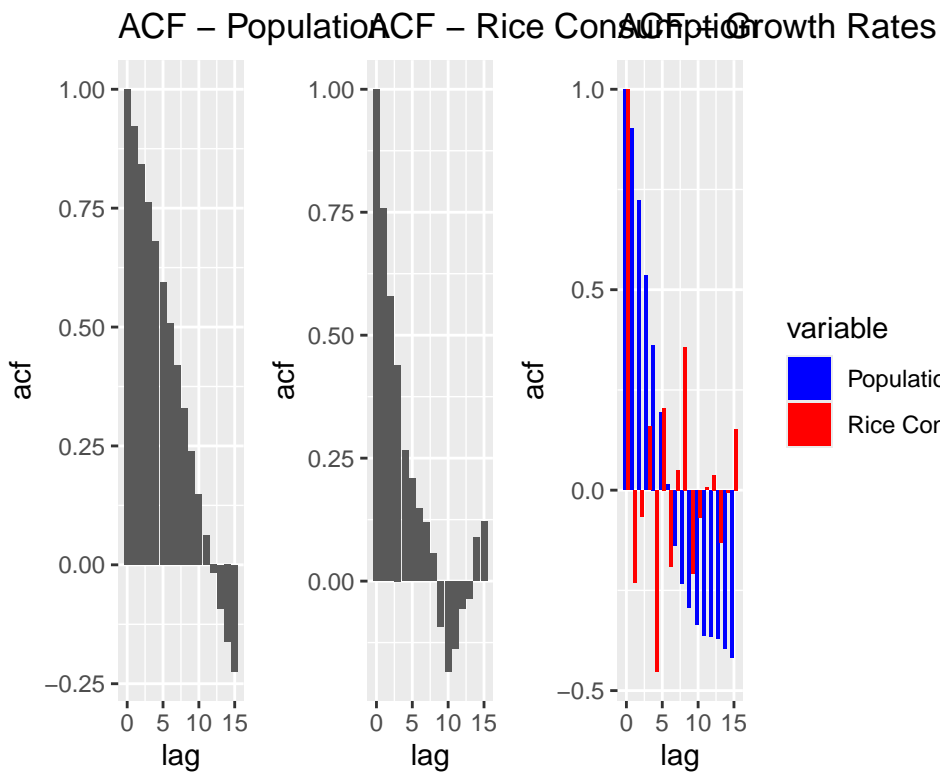 ACF – Population
ACF – Rice Consumption
ACF – Growth Rates
1.00
0.75
0.50
0.25
0.00
−0.25
acf
0 5 10 15
lag
1.00
0.75
0.50
0.25
0.00
acf
0 5 10 15
lag
1.0
0.5
0.0
−0.5
acf
0 5 10 15
lag
variable
Populatio
Rice Cor